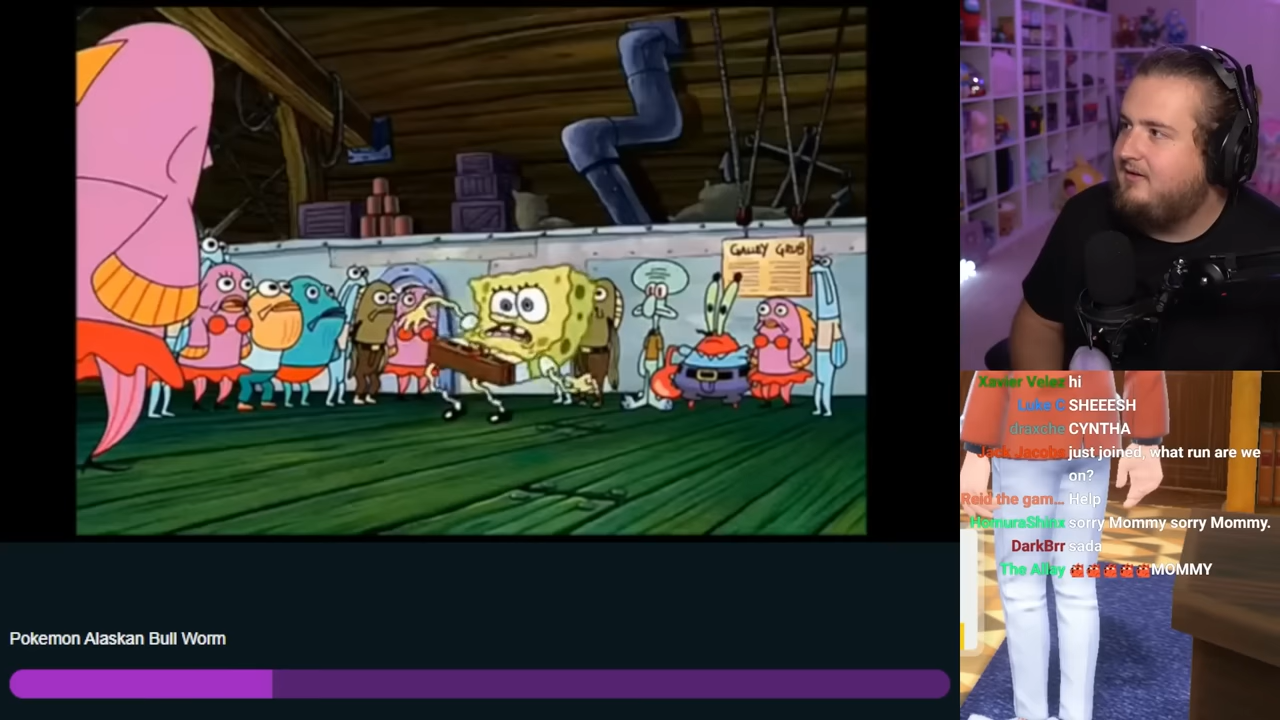 GALLEY GRUB
Xavier Velez hi
Luke C SHEEESH
draxche CYNTHA
Jack Jacobs just joined, what run are we
on?
Reid the gam... Help
HomuraShinx sorry Mommy sorry Mommy.
DarkBrr sada
The Allay MOMMY
Pokemon Alaskan Bull Worm